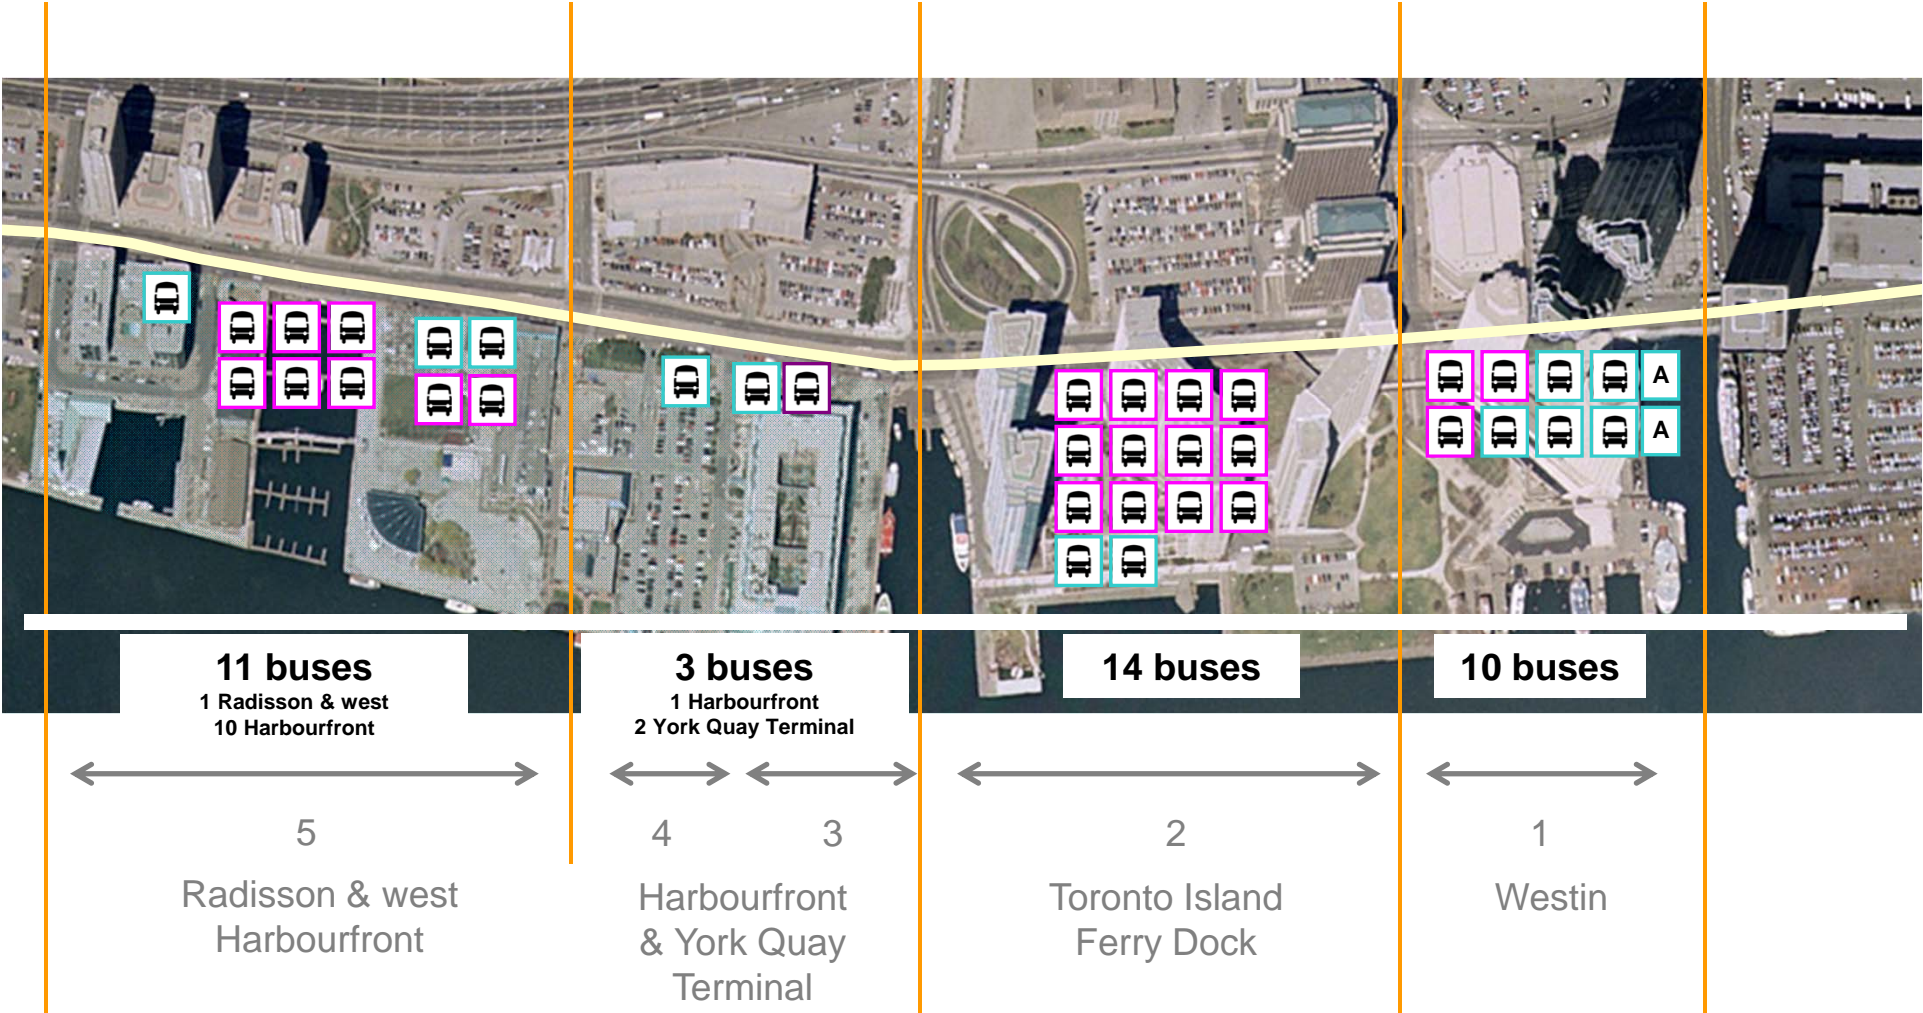 A
A
11 buses
1 Radisson & west
10 Harbourfront
3 buses
1 Harbourfront
2 York Quay Terminal
14 buses
10 buses
5
4
3
2
1
Radisson & west
Harbourfront
Harbourfront
& York Quay
Terminal
Toronto Island
Ferry Dock
Westin